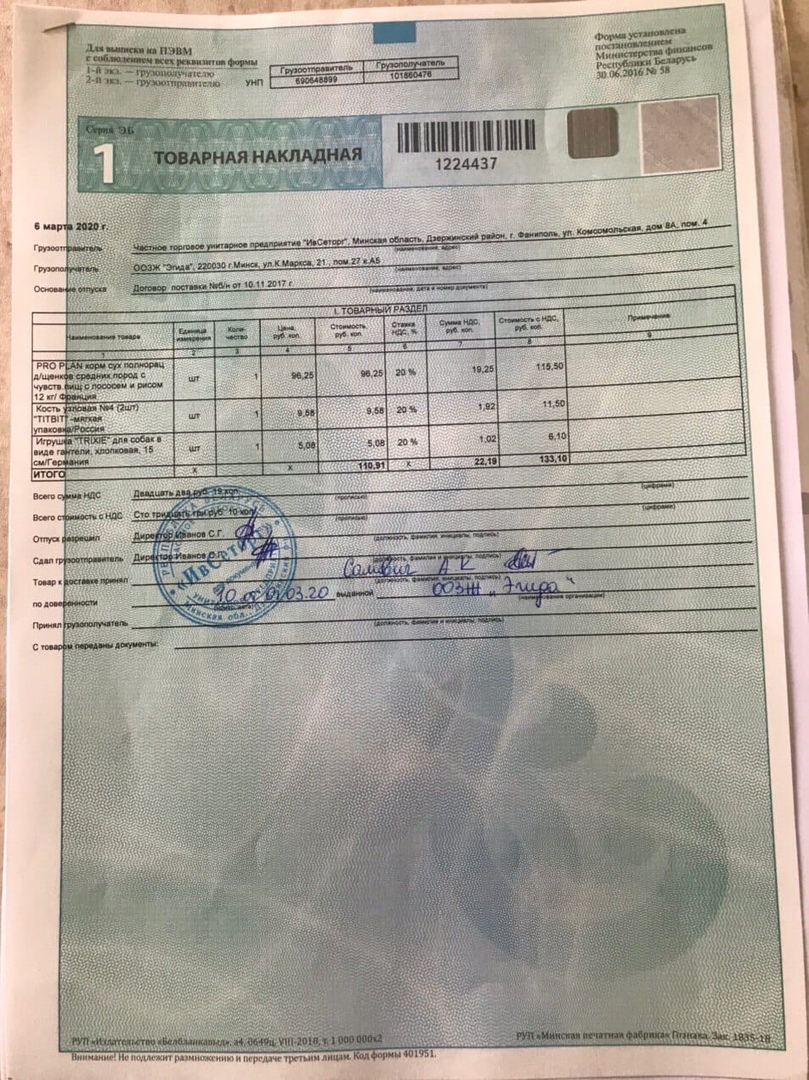 Для выписки на ПЭВМ
с соблюдением всех реквизитов формы
1-й экз. — грузополучателю
2-й экз. — грузоотправителю
УНП
Грузоотправитель Грузополучатель
690648899 101860476
Форма установлена
постановлением
Министерства финансов
Республики Беларусь
30.06.2016 № 58
Серия ЭБ
1 ТОВАРНАЯ НАКЛАДНАЯ
1224437
6 марта 2020 г.
Грузоотправитель Частное торговое унитарное предприятие "ИвСеторг", Минская область, Дзержинский район, г. Фаниполь, ул. Комсомольская, дом 8А, пом. 4
(наименование, адрес)
Грузополучатель ООЗЖ "Эгида", 220030 г.Минск, ул.К.Маркса, 21 , пом.27 к.А5
(наименование, адрес)
Основание отпуска Договор поставки №б/н от 10.11.2017 г.
(наименование, дата и номер документа)
I. ТОВАРНЫЙ РАЗДЕЛ
Наименование товара Единица измерения Коли-чество Цена, руб. коп. Стоимость, руб. коп. Ставка НДС, % Сумма НДС, руб. коп. Стоимость с НДС, руб. коп. Примечание
1 2 3 4 5 6 7 8 9
PRO PLAN корм сух полнорац
д/щенков средних пород с
чувств.пищ с лососем и рисом
12 кг/ Франция шт 1 96,25 96,25 20 % 19,25 115,50
Кость узловая №4 (2шт)
"TITBIT" -мягкая
упаковка/Россия шт 1 9,58 9,58 20 % 1,92 11,50
Игрушка "TRIXIE" для собак в
виде гантели, хлопковая, 15
см/Германия шт 1 5,08 5,08 20 % 1,02 6,10
ИТОГО x x 110,91 x 22,19 133,10
Всего сумма НДС Двадцать два руб. 19 коп.
(прописью) (цифрами)
Всего стоимость с НДС Сто тридцать три руб. 10 коп.
(прописью) (цифрами)
Отпуск разрешил Директор Иванов С.Г.
(должность, фамилия и инициалы, подпись)
Сдал грузоотправитель Директор Иванов С.Г.
(должность, фамилия и инициалы, подпись)
Товар к доставке принял А К
(должность, фамилия и инициалы, подпись)
по доверенности 03.20 выданной ООЗЖ „Эгида"
(наименование организации)
Принял грузополучатель
(должность, фамилия и инициалы, подпись)
С товаром переданы документы:
«ИвСеторг»
РУП «Издательство «Белбланкавыд». а4. 0649ц. VIII-2018, т. 1 000 000x2
РУП «Минская печатная фабрика» Гознака. Зак. 1835-18
Внимание! Не подлежит размножению и передаче третьим лицам. Код формы 401951.